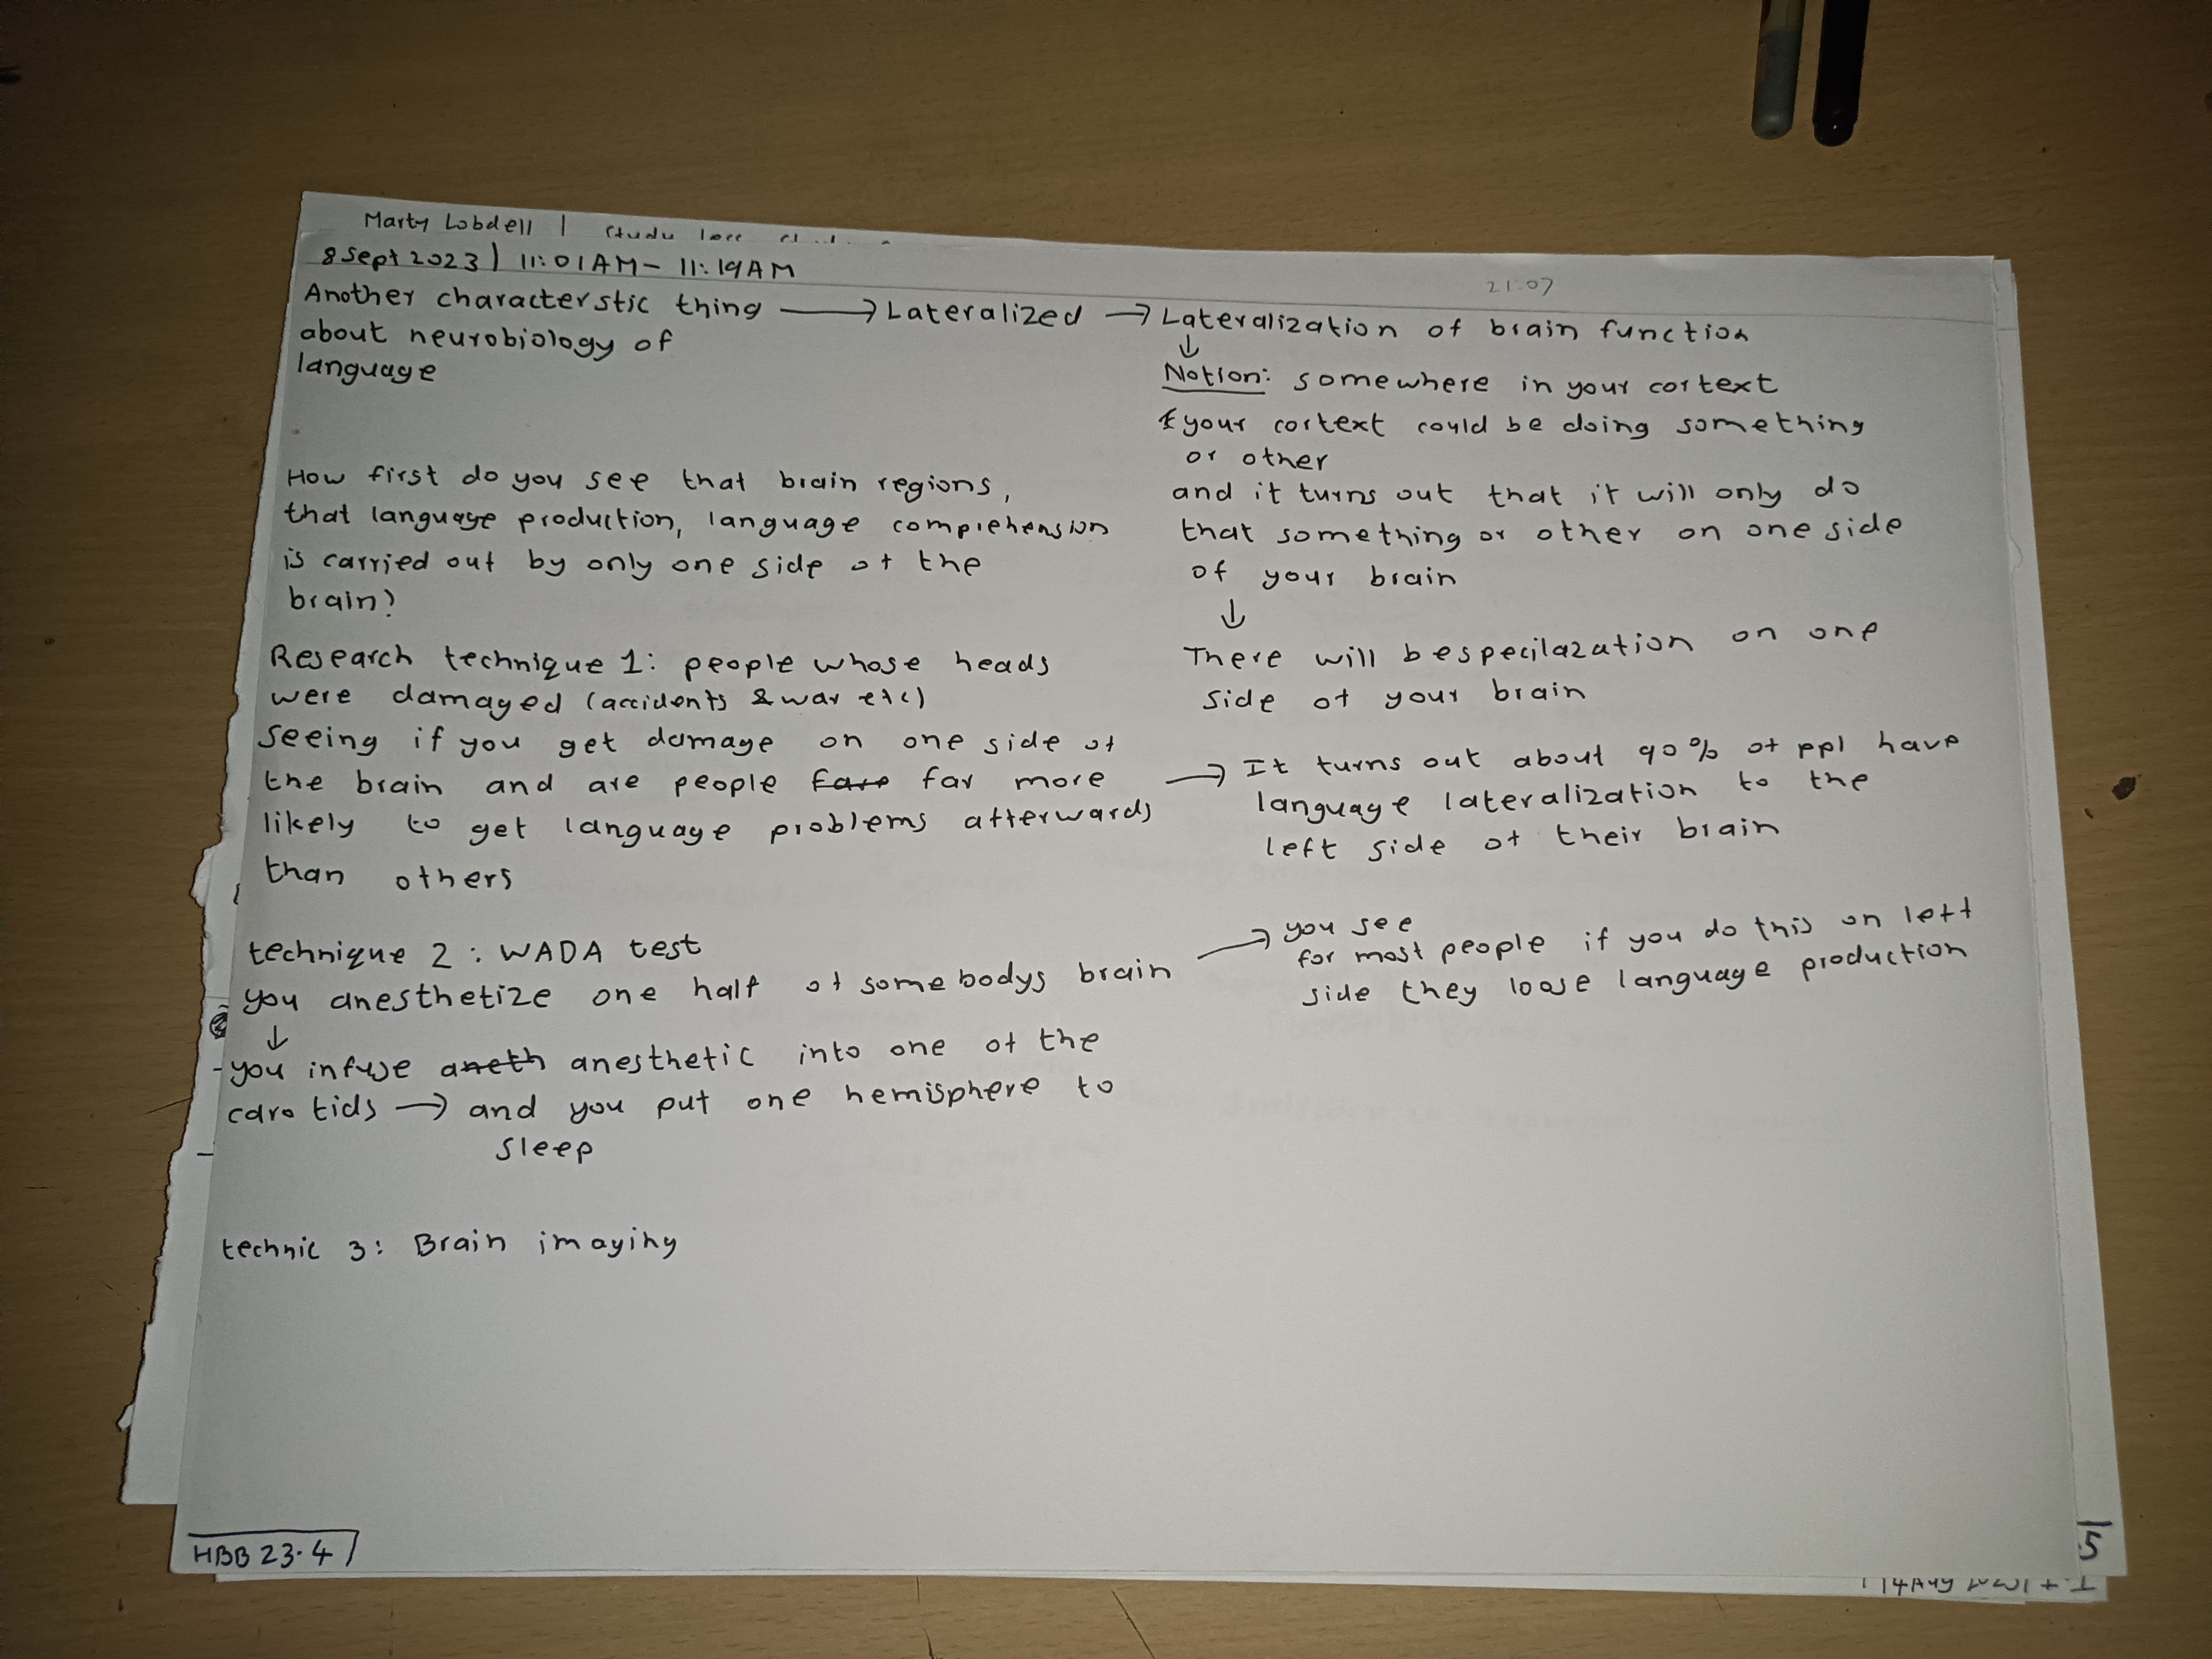 Marty Lobdell |
8 Sept 2023 | 11:01AM - 11:19AM
21:07
Another characterstic thing → Lateralized → Lateralization of brain function
about neurobiology of
language
↓
Notion: somewhere in your cortext
& your cortext could be doing something
or other
and it turns out that it will only do
that something or other on one side
of your brain
↓
There will be specilazation on one
side of your brain
How first do you see that brain regions,
that language production, language comprehension
is carried out by only one side of the
brain?
Research technique 1: people whose heads
were damaged (accidents & war etc)
seeing if you get damage on one side of
the brain and are people fare far more
likely to get language problems afterwards
than others
→ It turns out about 90% of ppl have
language lateralization to the
left side of their brain
technique 2: WADA test
you anesthetize one half of somebodys brain
↓
- you infuse aneth anesthetic into one of the
carotids → and you put one hemisphere to
sleep
→ you see
for most people if you do this on left
side they loose language production
technic 3: Brain imaging
HBB 23.4
5